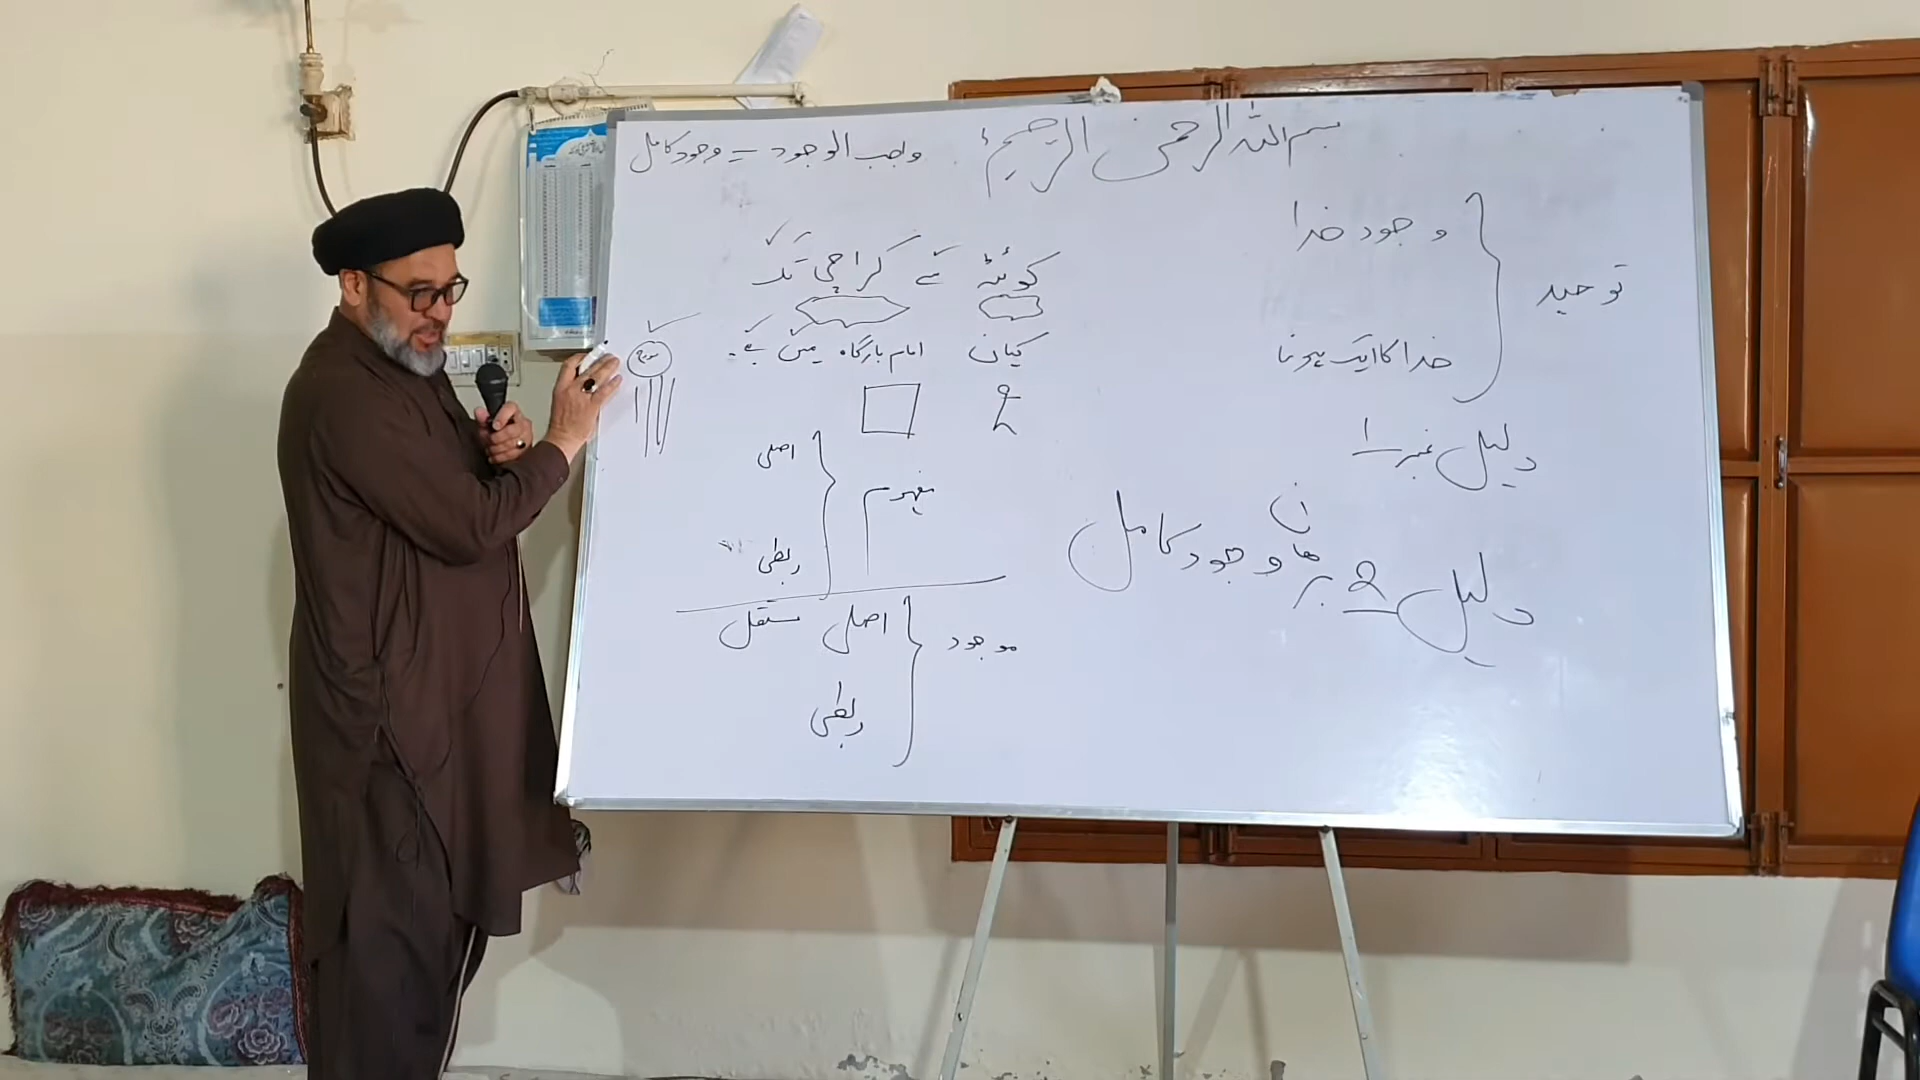 بسم اللہ الرحمن الرحیم
واجب الوجود = وجود کامل
توحید
وجود خدا
خدا کا ایک ہونا
دلیل نمبر ۱
دلیل 2 برھان وجود کامل
کوئٹہ سے کراچی تک
کیان امام بارگاہ میں ہے۔
سورج
مفہوم
اصلی
ربطی
موجود
اصلی مستقل
ربطی